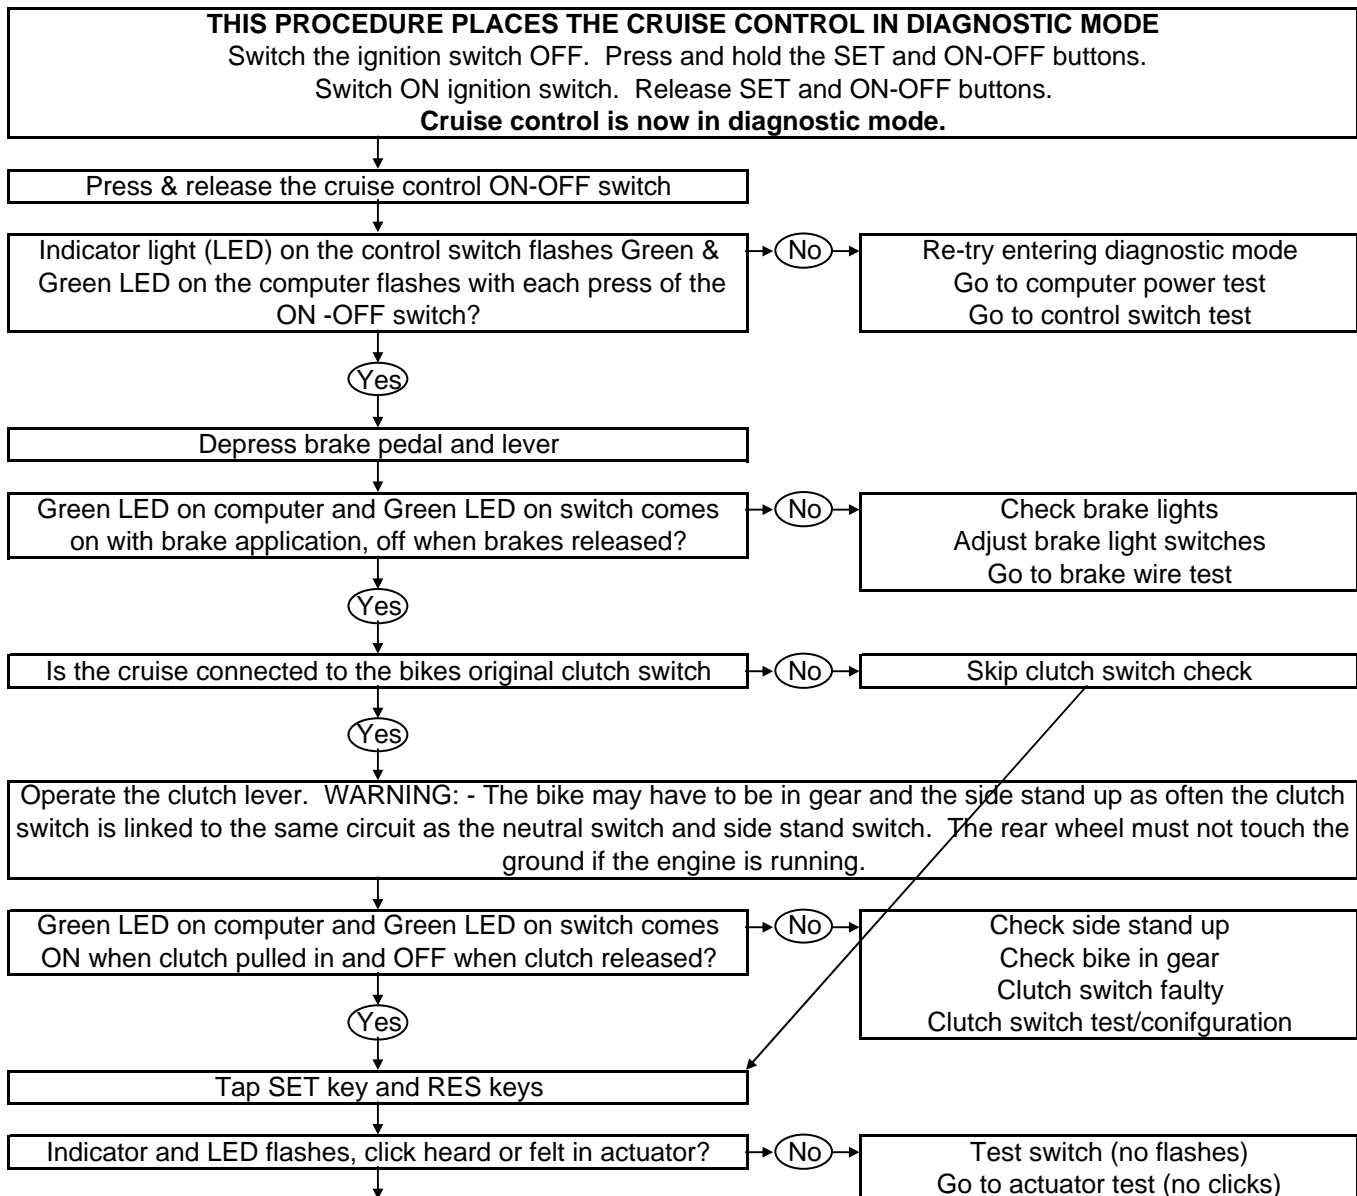 THIS PROCEDURE PLACES THE CRUISE CONTROL IN DIAGNOSTIC MODE
Switch the ignition switch OFF.  Press and hold the SET and ON-OFF buttons.
Switch ON ignition switch.  Release SET and ON-OFF buttons.
Cruise control is now in diagnostic mode.
Press & release the cruise control ON-OFF switch
Indicator light (LED) on the control switch flashes Green &
Green LED on the computer flashes with each press of the
ON -OFF switch?
No
Re-try entering diagnostic mode
Go to computer power test
Go to control switch test
Yes
Depress brake pedal and lever
Green LED on computer and Green LED on switch comes
on with brake application, off when brakes released?
No
Check brake lights
Adjust brake light switches
Go to brake wire test
Yes
Is the cruise connected to the bikes original clutch switch
No
Skip clutch switch check
Yes
Operate the clutch lever.  WARNING: - The bike may have to be in gear and the side stand up as often the clutch
switch is linked to the same circuit as the neutral switch and side stand switch.  The rear wheel must not touch the
ground if the engine is running.
Green LED on computer and Green LED on switch comes
ON when clutch pulled in and OFF when clutch released?
No
Check side stand up
Check bike in gear
Clutch switch faulty
Clutch switch test/conifguration
Yes
Tap SET key and RES keys
Indicator and LED flashes, click heard or felt in actuator?
No
Test switch (no flashes)
Go to actuator test (no clicks)